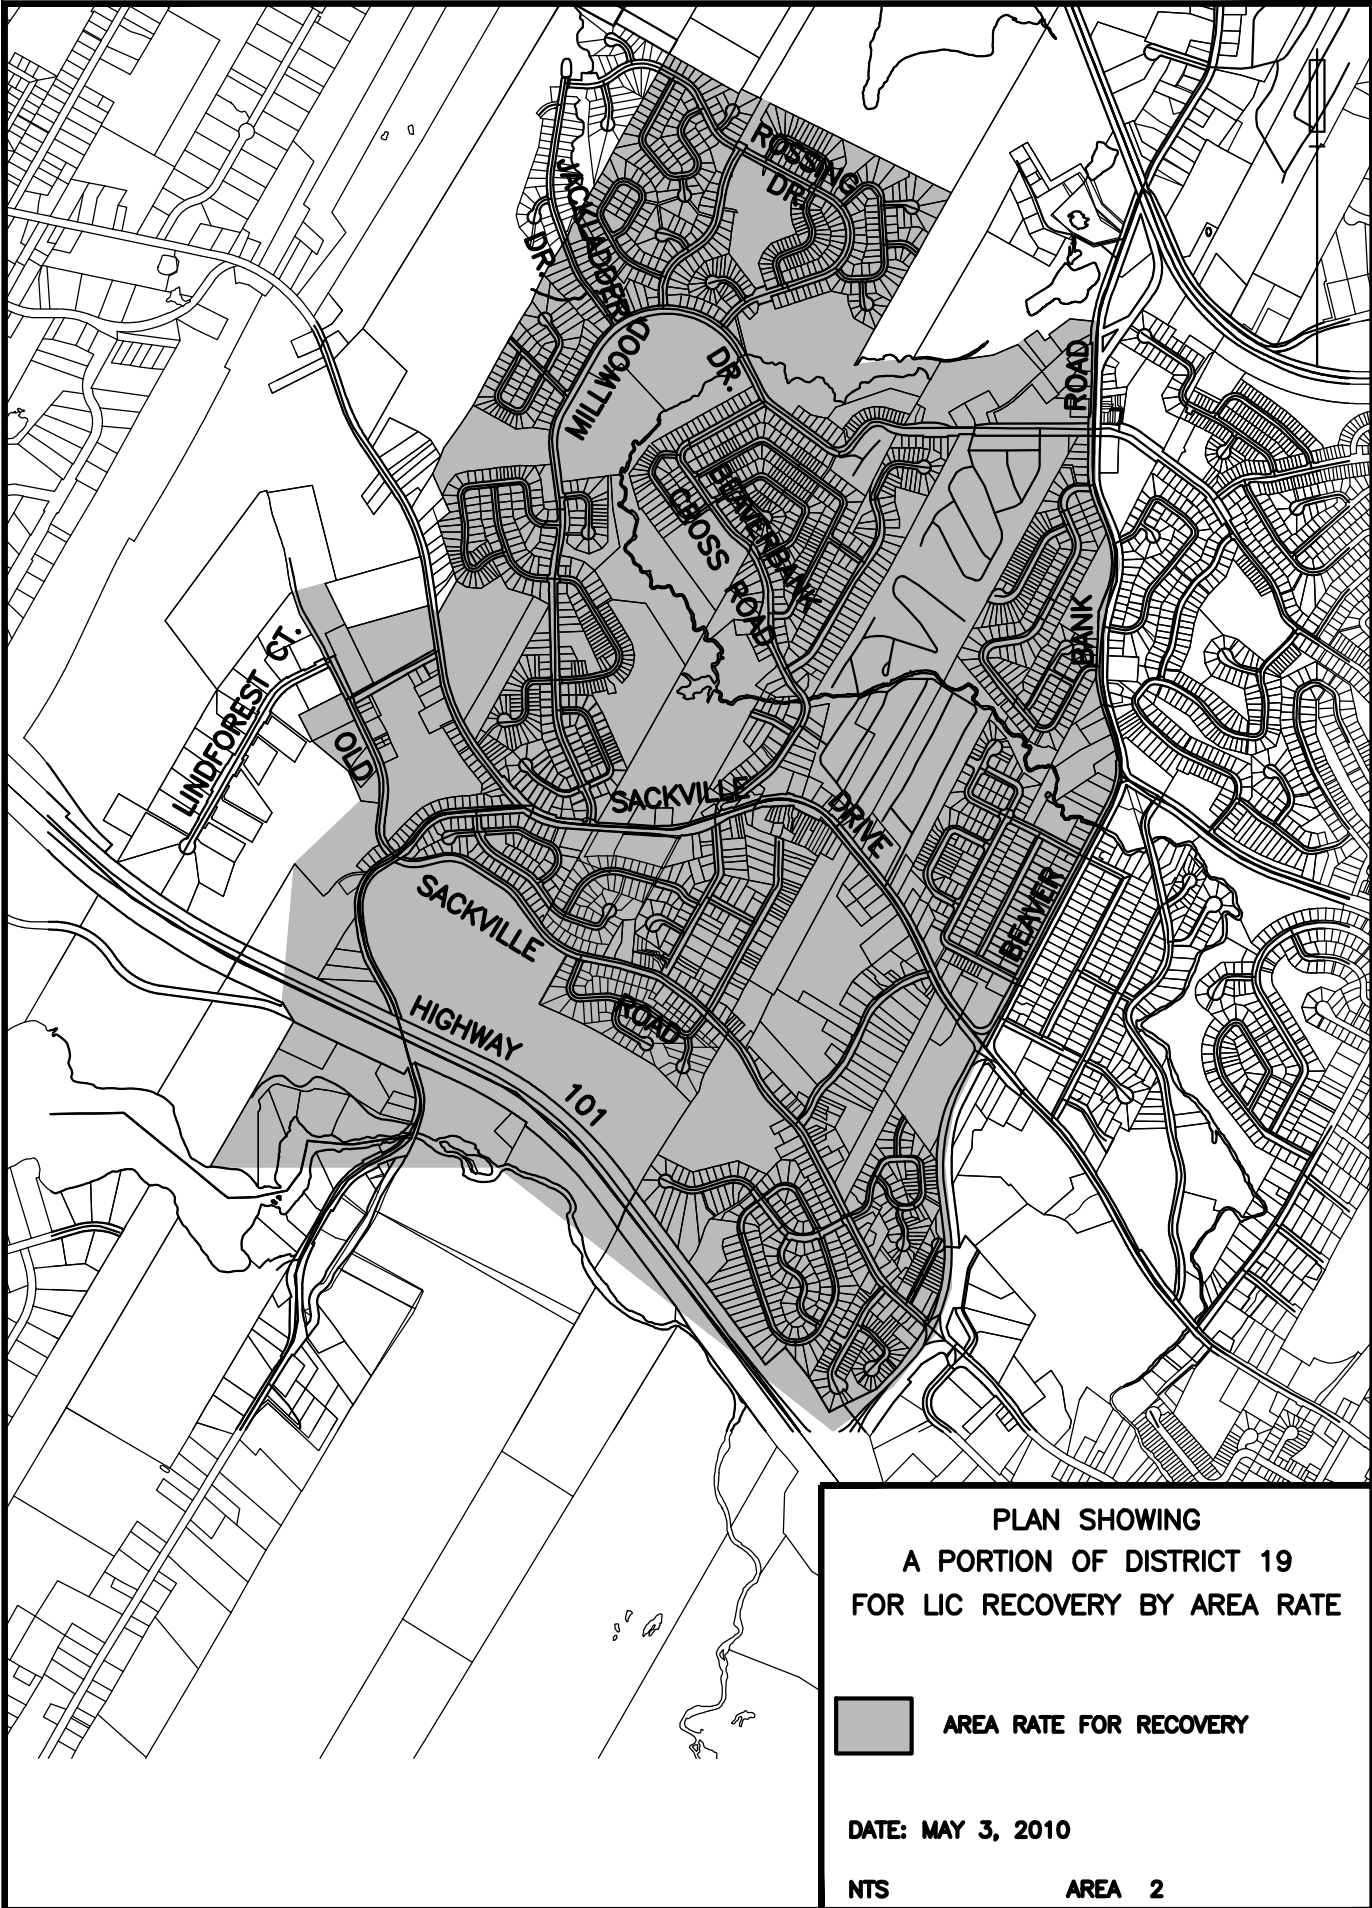 ROSSING
DR.
JACKLADDER
DR.
MILLWOOD
DR.
ROAD
BEAVERBANK
CROSS ROAD
BANK
LINDFOREST CT.
OLD
SACKVILLE
DRIVE
BEAVER
SACKVILLE
ROAD
HIGHWAY
101
PLAN SHOWING
A PORTION OF DISTRICT 19
FOR LIC RECOVERY BY AREA RATE
AREA RATE FOR RECOVERY
DATE: MAY 3, 2010
NTS AREA 2